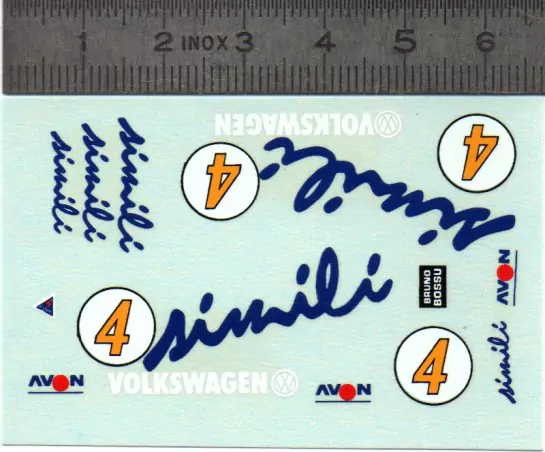 1 2 INOX 3 4 5 6
VOLKSWAGEN
simili
simili
simili
4
simili
4
4
simili
BRUNO
BOSSU
AVON
4
simili
AVON
VOLKSWAGEN
AVON